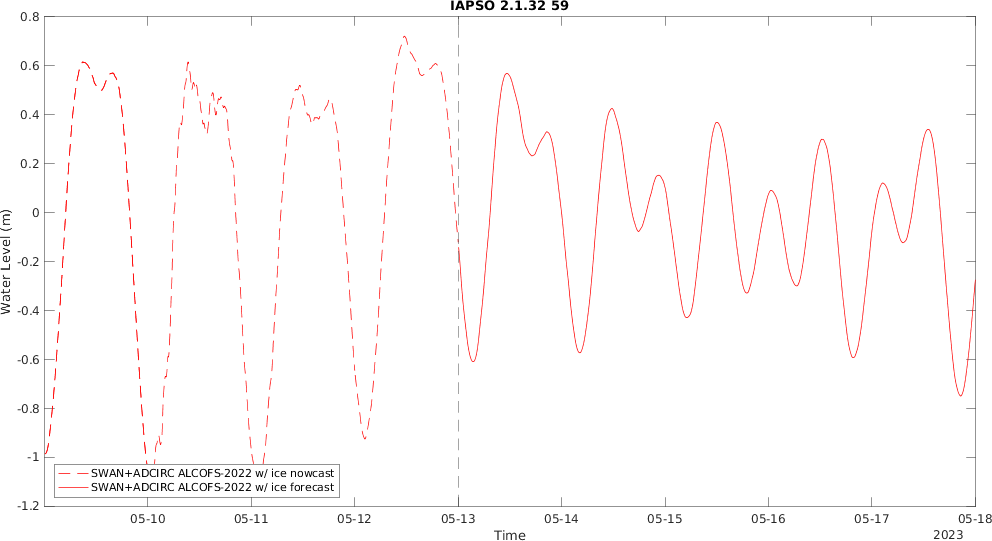 IAPSO 2.1.32 59
0.8
0.6
0.4
0.2
0
-0.2
-0.4
-0.6
-0.8
-1
-1.2
Water Level (m)
SWAN+ADCIRC ALCOFS-2022 w/ ice nowcast
SWAN+ADCIRC ALCOFS-2022 w/ ice forecast
05-10 05-11 05-12 05-13 05-14 05-15 05-16 05-17 05-18
Time
2023